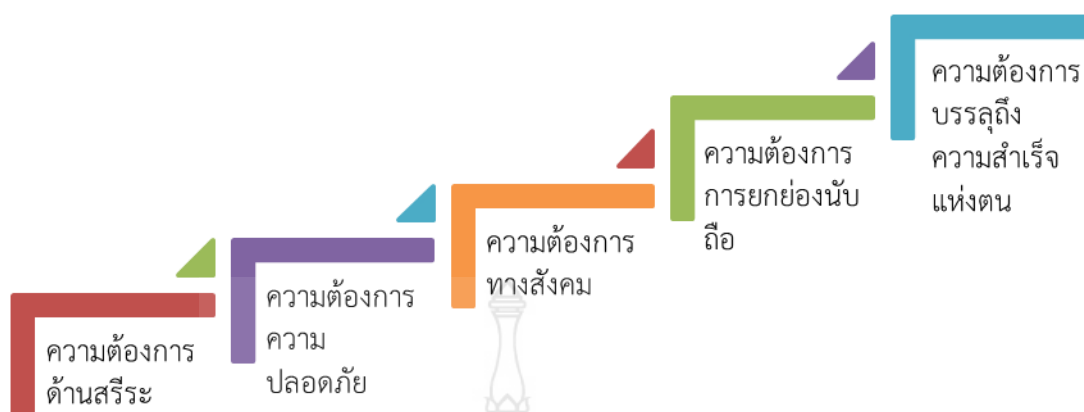 ความต้องการ
ด้านสรีระ
ความต้องการ
ความ
ปลอดภัย
ความต้องการ
ทางสังคม
ความต้องการ
การยกย่องนับ
ถือ
ความต้องการ
บรรลุถึง
ความสำเร็จ
แห่งตน